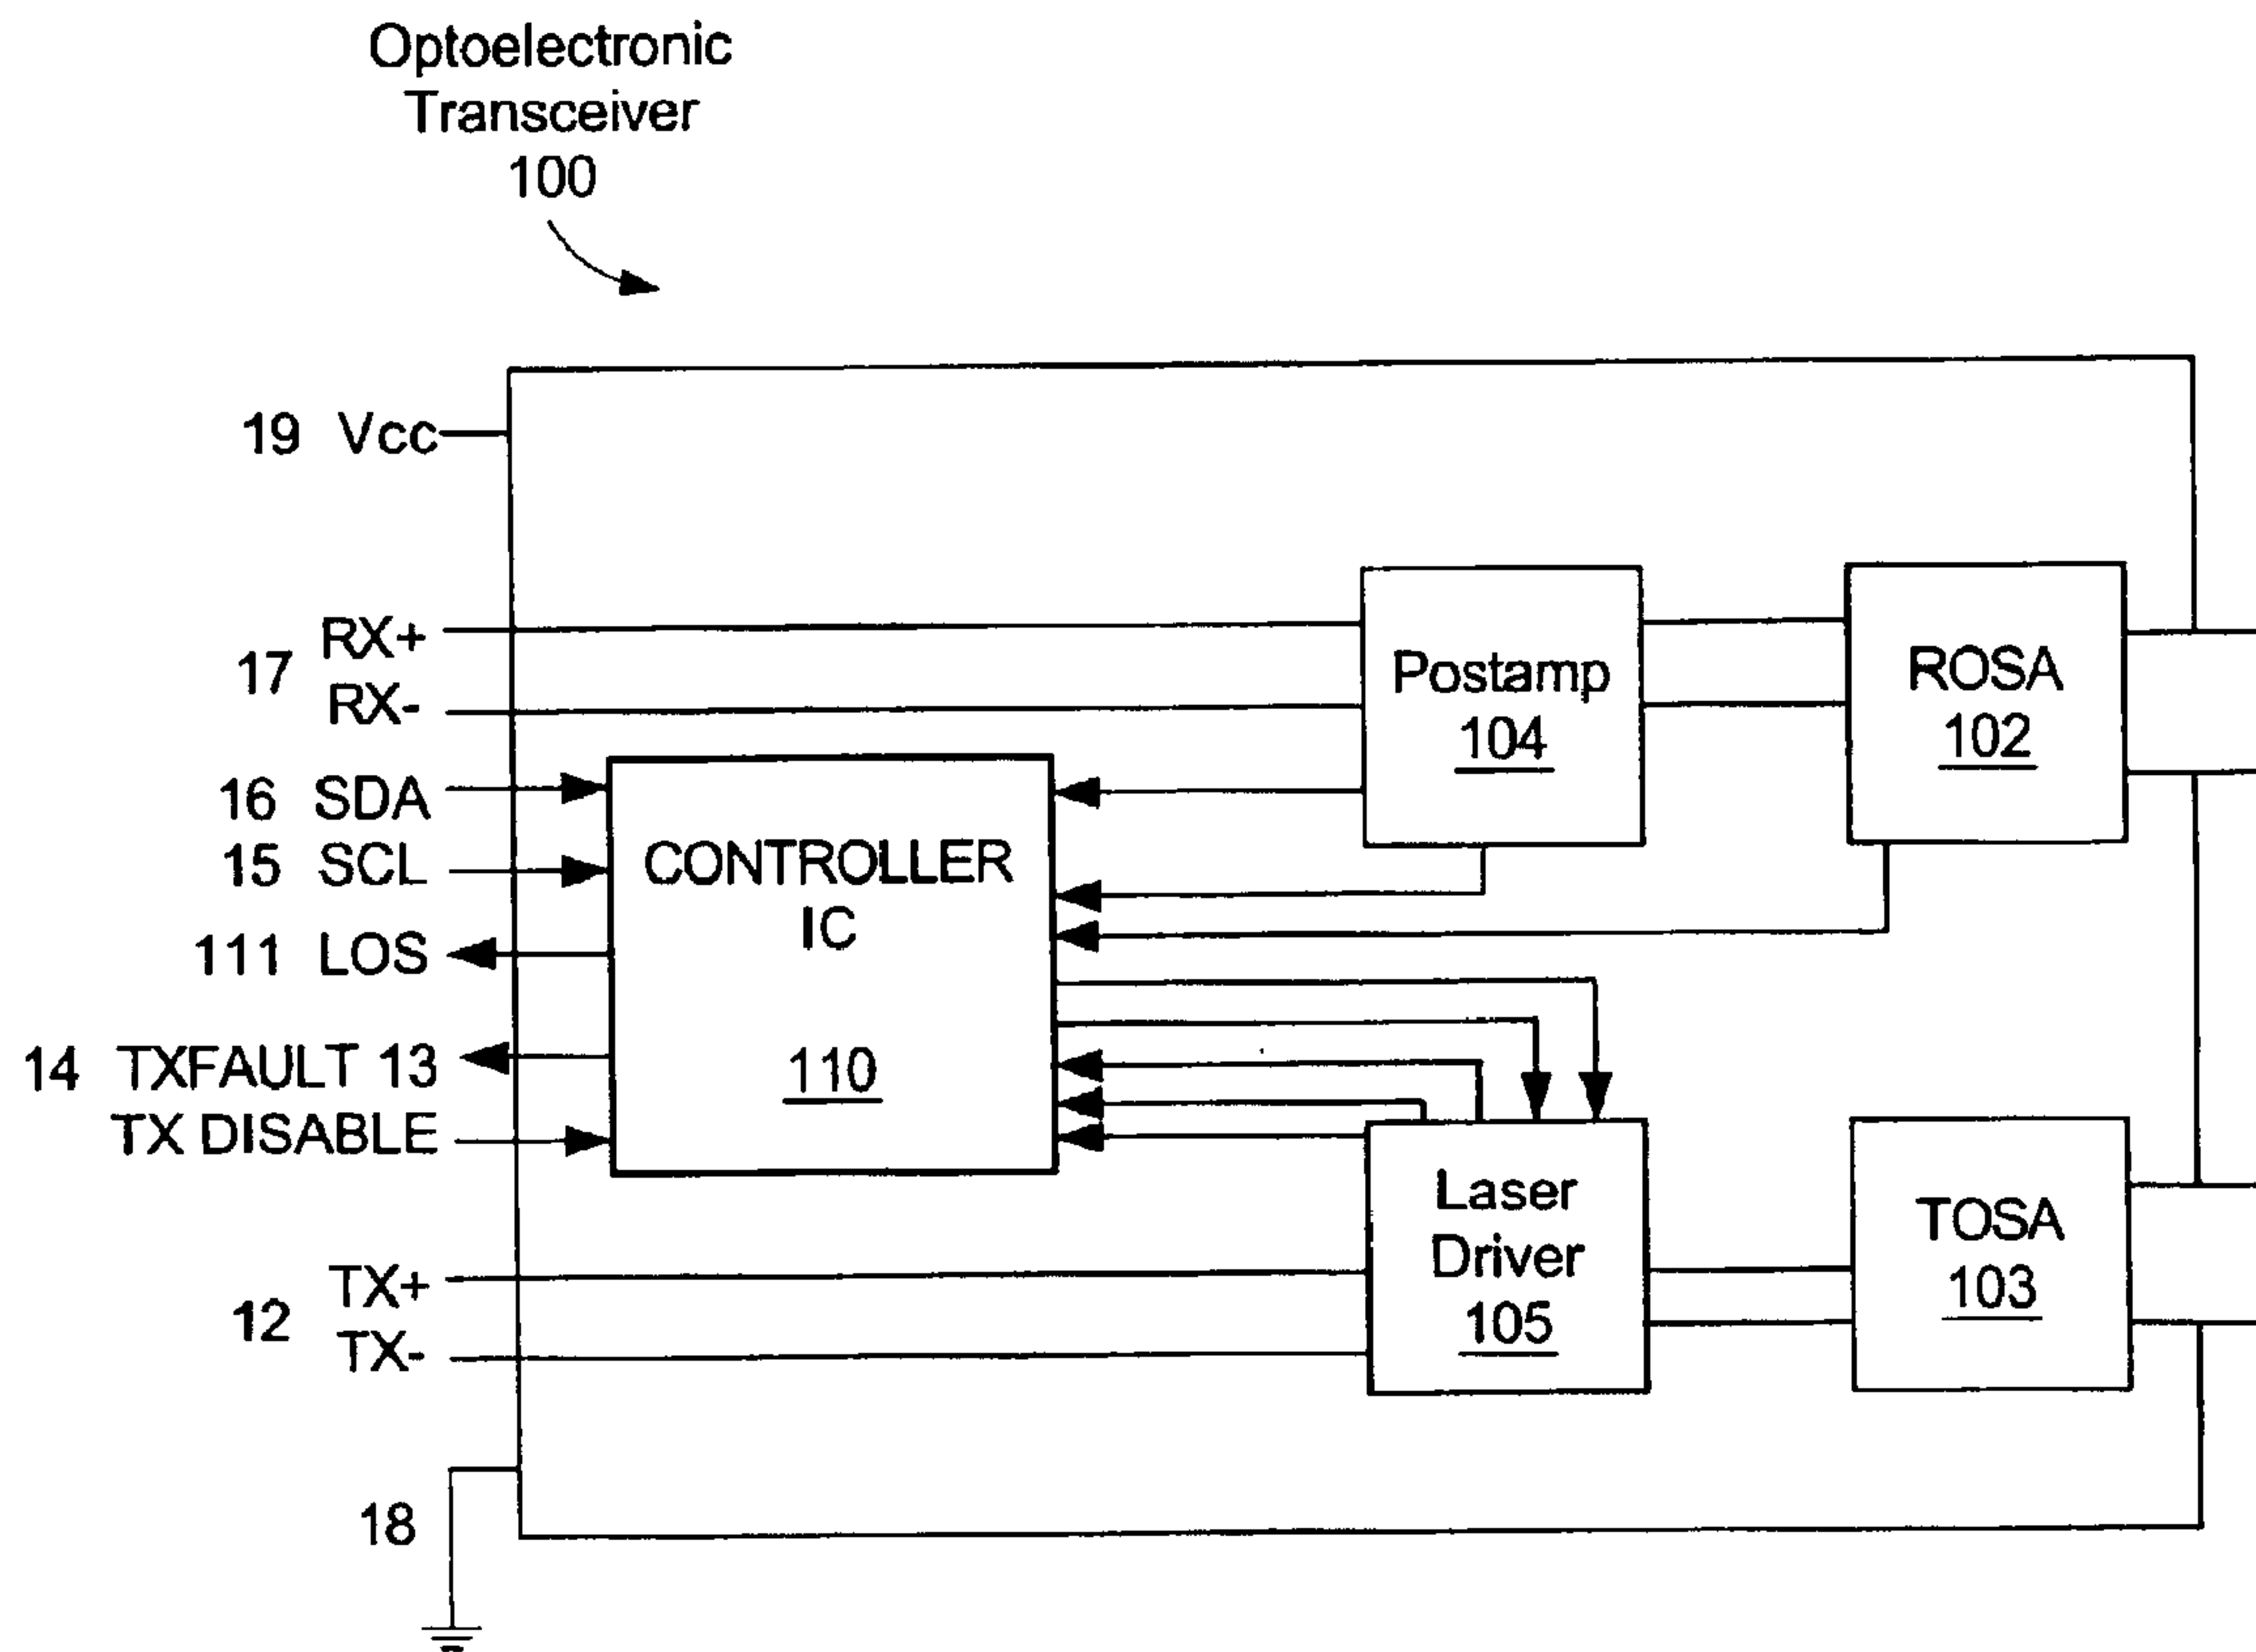 Optoelectronic
Transceiver
100
19 Vcc
RX+
17
RX-
16 SDA
15 SCL
111 LOS
14 TXFAULT 13
TX DISABLE
TX+
12
TX-
18
CONTROLLER
IC
110
Postamp
104
ROSA
102
Laser
Driver
105
TOSA
103